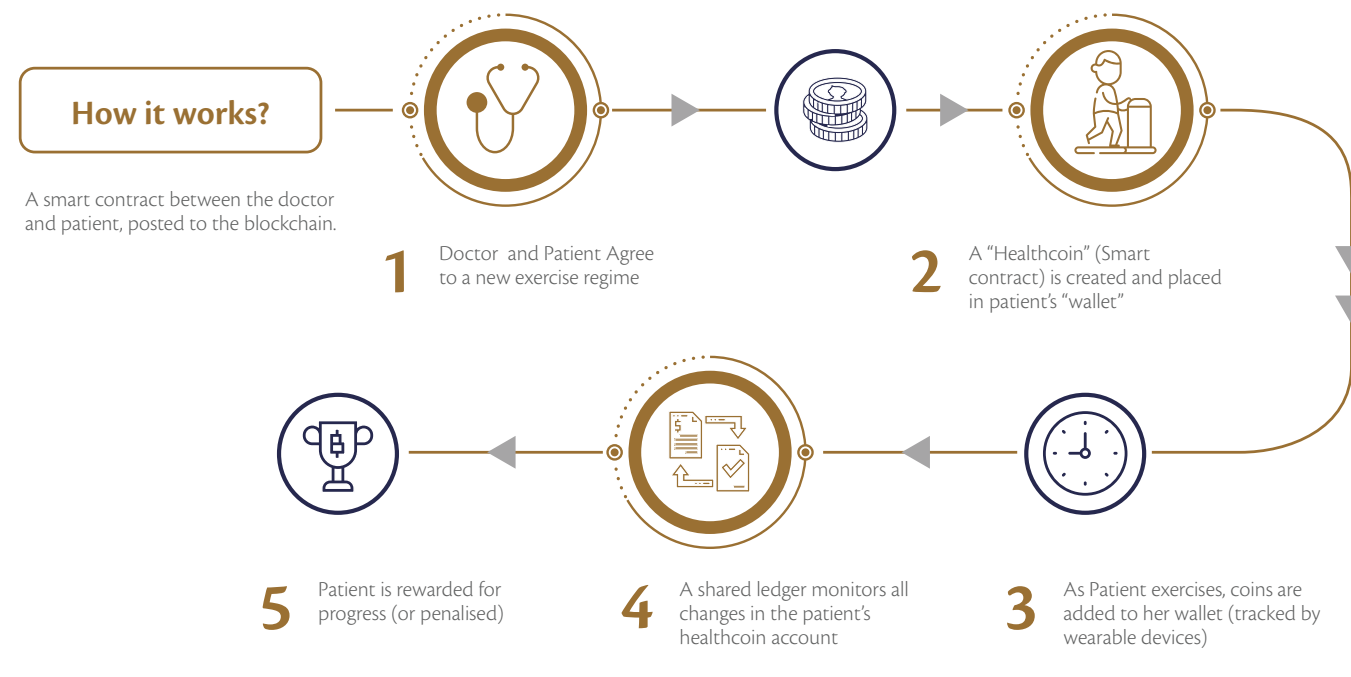 How it works?
A smart contract between the doctor
and patient, posted to the blockchain.
1
Doctor and Patient Agree
to a new exercise regime
2
A “Healthcoin” (Smart
contract) is created and placed
in patient’s “wallet”
3
As Patient exercises, coins are
added to her wallet (tracked by
wearable devices)
4
A shared ledger monitors all
changes in the patient’s
healthcoin account
5
Patient is rewarded for
progress (or penalised)